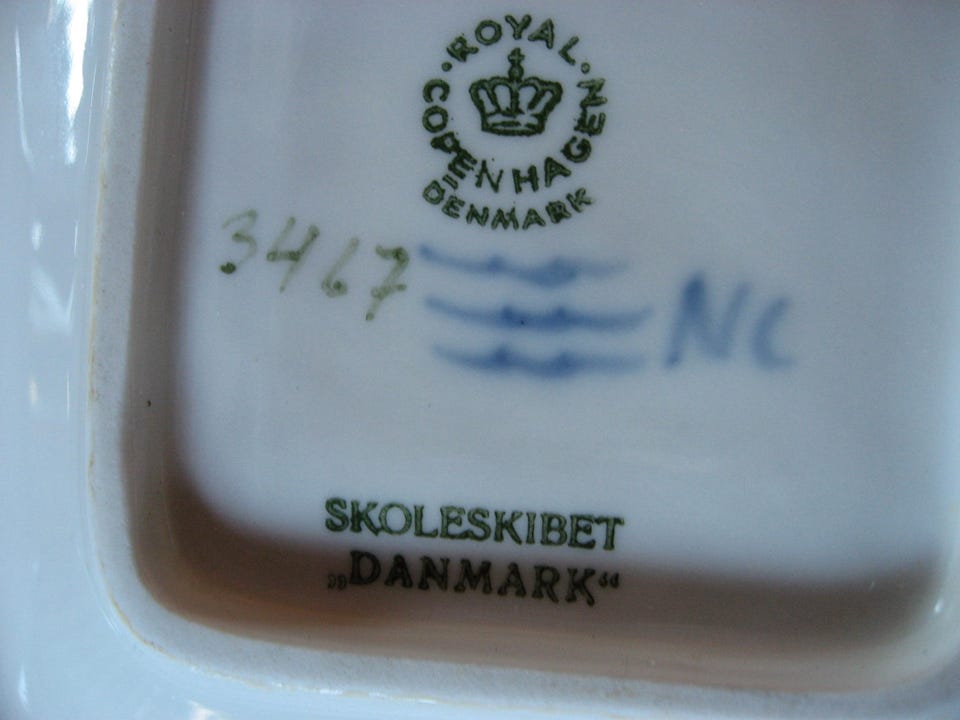 ROYAL
COPENHAGEN
DENMARK
3467
NC
SKOLESKIBET
„DANMARK“